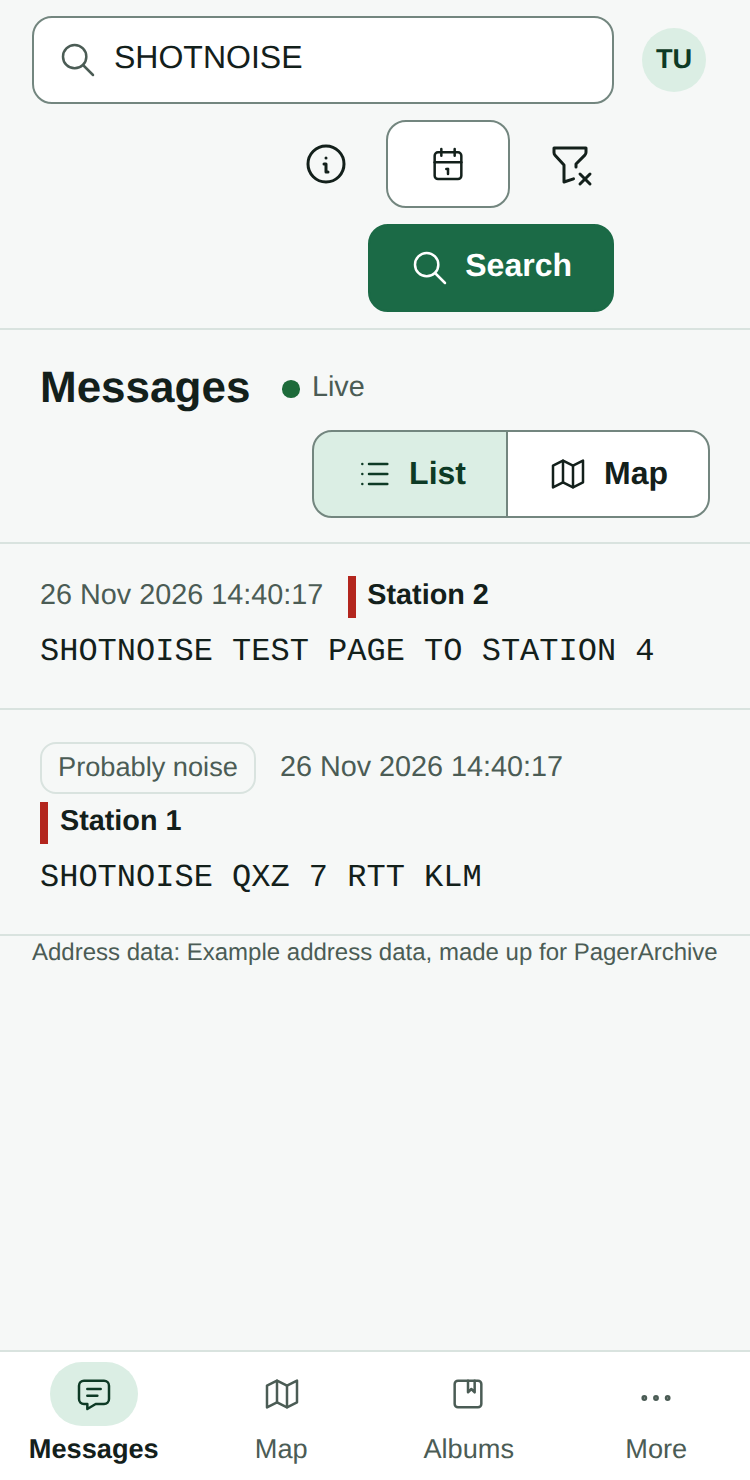 SHOTNOISE
TU
Search
Messages Live
List Map
26 Nov 2026 14:40:17 Station 2
SHOTNOISE TEST PAGE TO STATION 4
Probably noise 26 Nov 2026 14:40:17
Station 1
SHOTNOISE QXZ 7 RTT KLM
Address data: Example address data, made up for PagerArchive
Messages Map Albums More